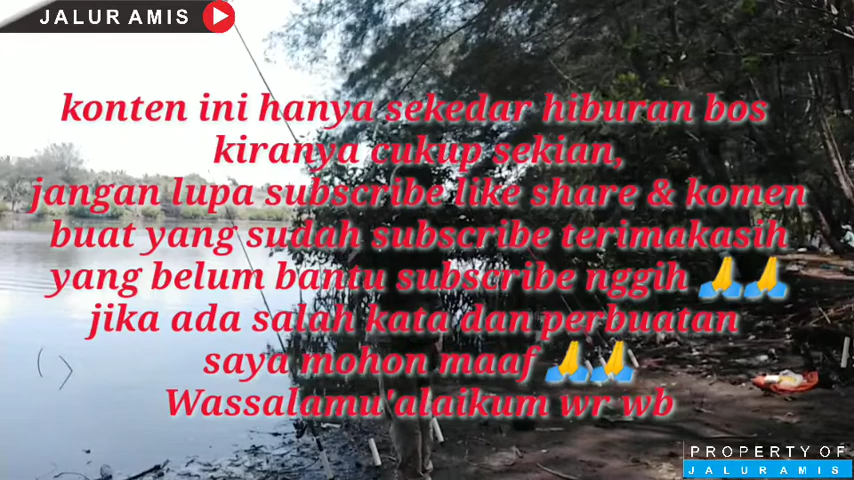 JALUR AMIS
konten ini hanya sekedar hiburan bos
kiranya cukup sekian,
jangan lupa subscribe like share & komen
buat yang sudah subscribe terimakasih
yang belum bantu subscribe nggih 🙏🙏
jika ada salah kata dan perbuatan
saya mohon maaf 🙏🙏
Wassalamu'alaikum wr wb
PROPERTY OF
JALURAMIS